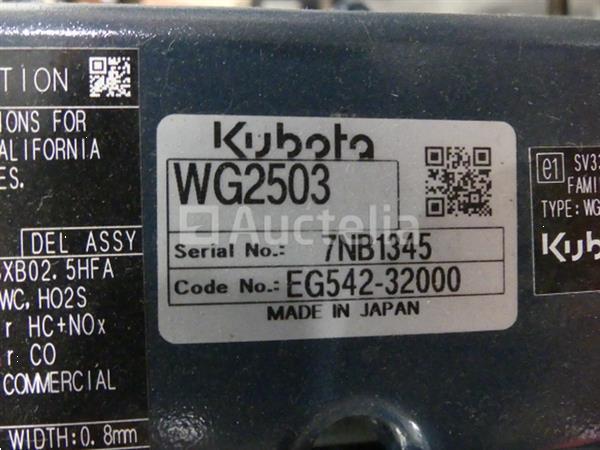 TION
IONS FOR
ALIFORNIA
ES.
DEL ASSY
XB02.5HFA
WC,HO2S
r HC+NOx
r CO
COMMERCIAL
WIDTH:0.8mm
Kubota
WG2503
Auctelia
Serial No.: 7NB1345
Code No.: EG542-32000
MADE IN JAPAN
e1 SV33
FAMI
TYPE:WG
Kub